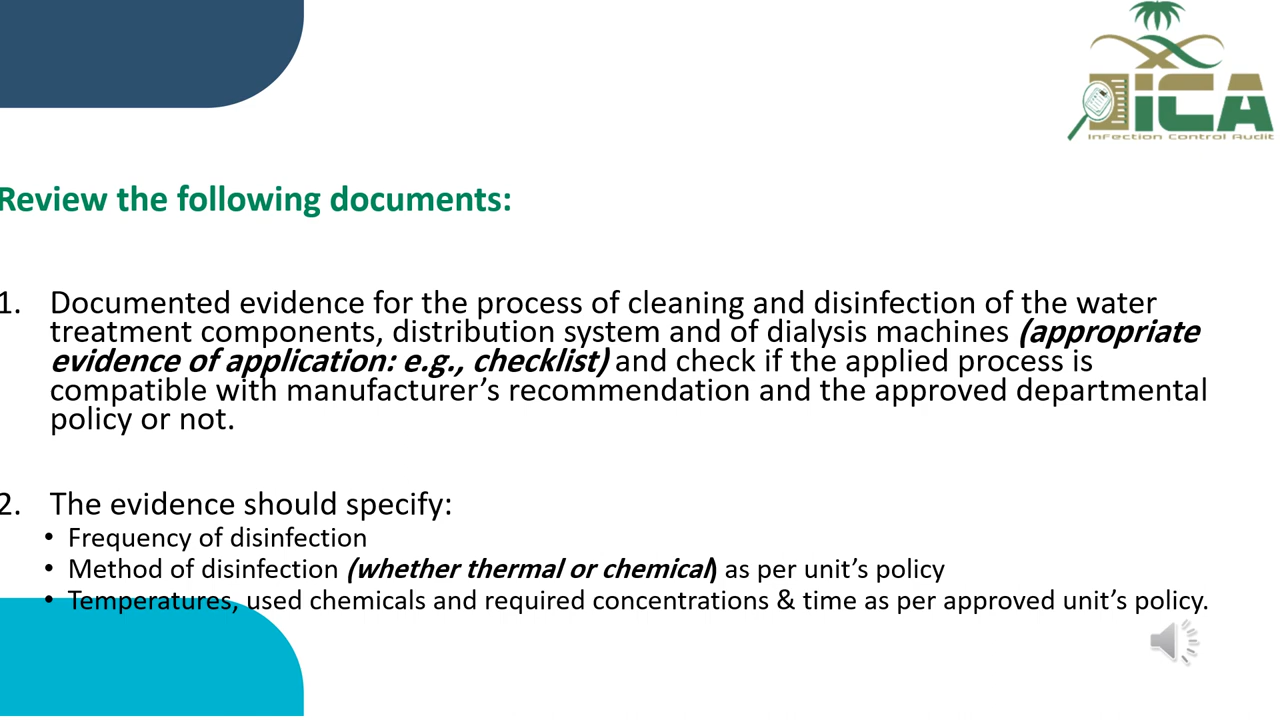 iCA
Infection Control Audit
Review the following documents:
1. Documented evidence for the process of cleaning and disinfection of the water
treatment components, distribution system and of dialysis machines (appropriate
evidence of application: e.g., checklist) and check if the applied process is
compatible with manufacturer’s recommendation and the approved departmental
policy or not.
2. The evidence should specify:
• Frequency of disinfection
• Method of disinfection (whether thermal or chemical) as per unit’s policy
• Temperatures, used chemicals and required concentrations & time as per approved unit’s policy.